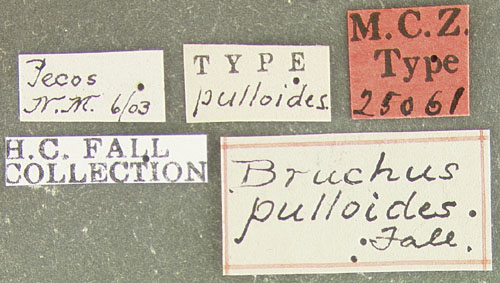 Pecos
N.M. 6/03
TYPE
pulloides.
M.C.Z.
Type
25061
H.C. FALL
COLLECTION
Bruchus
pulloides.
Fall.